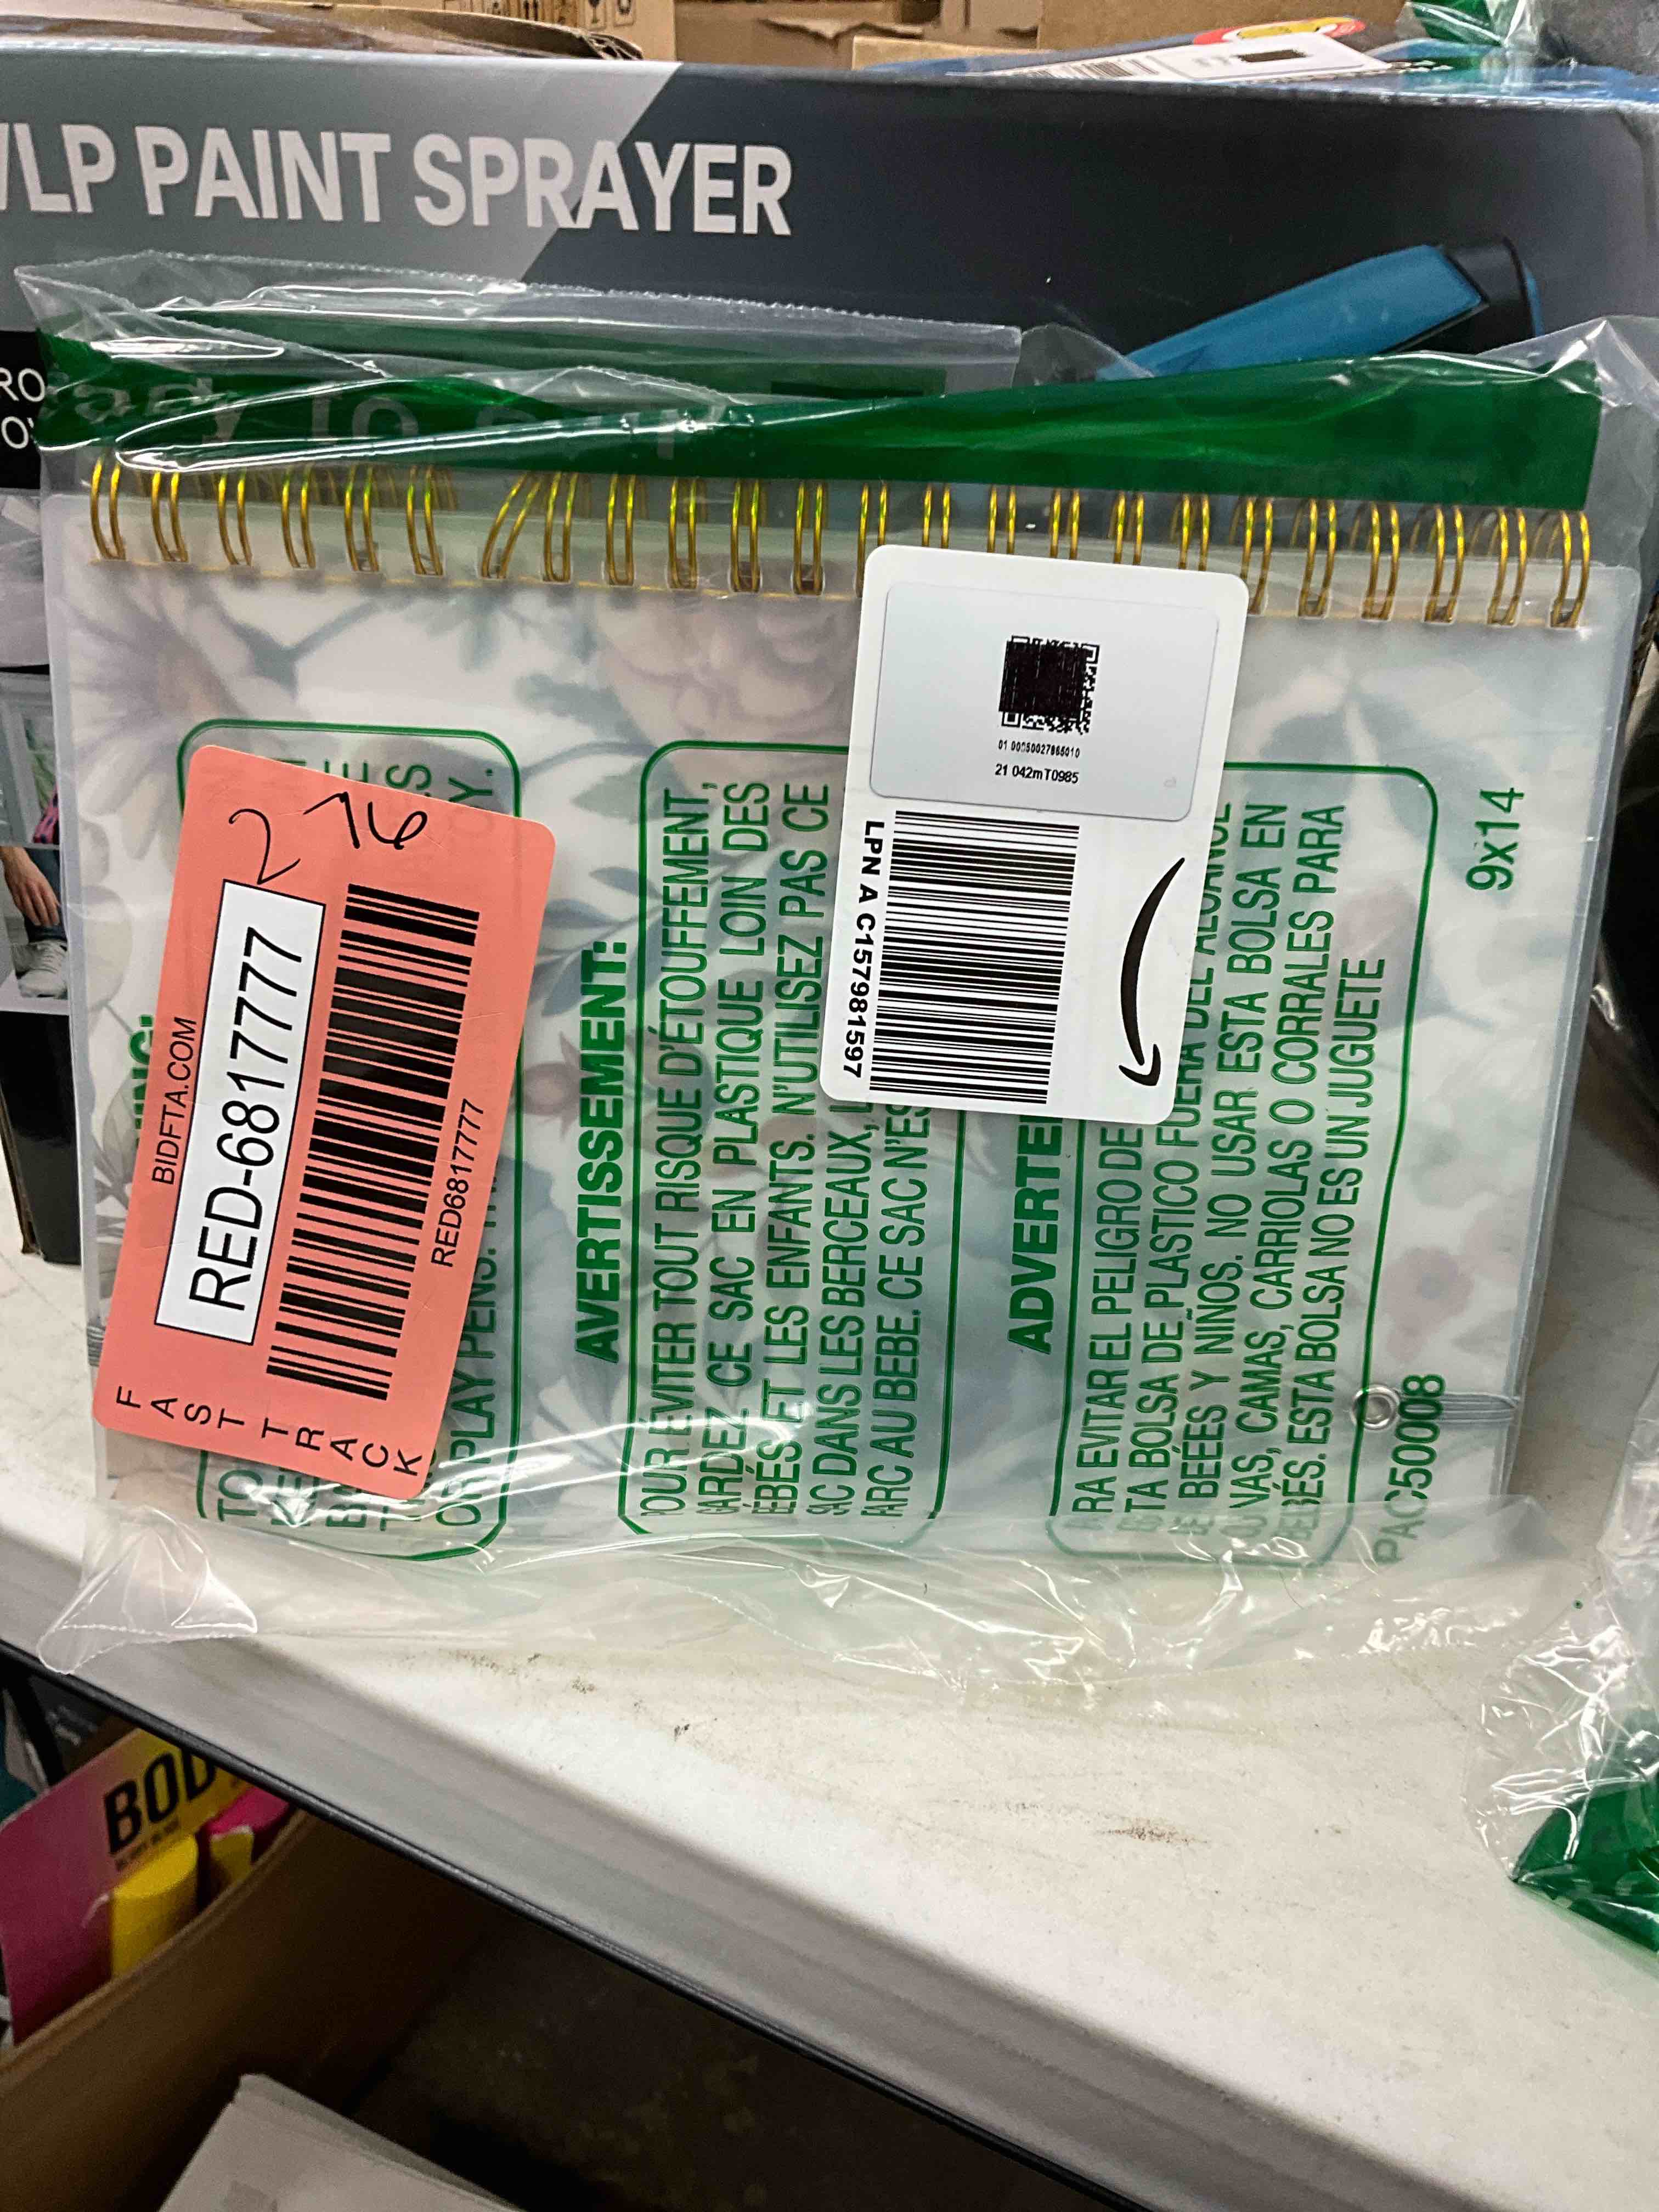 PAINT SPRAYER
2 76
BIDFTA.COM
RED-6817777
RED6817777
FAST TRACK
OR PLAY PENS.
AVERTISSEMENT:
POUR EVITER TOUT RISQUE D'ÉTOUFFEMENT,
GARDEZ CE SAC EN PLASTIQUE LOIN DES
BÉBÉS ET LES ENFANTS. N'UTILISEZ PAS CE
SAC DANS LES BERCEAUX,
PARC AU BEBE. CE SAC N'ES
01 00850027865010
21 042mT0985
LPN A C157981597
ADVERTE
RA EVITAR EL PELIGRO DE
TA BOLSA DE PLASTICO FUERA DEL ALCANCE
E BEÉES Y NIÑOS. NO USAR ESTA BOLSA EN
UNAS, CAMAS, CARRIOLAS O CORRALES PARA
BEBÉS. ESTA BOLSA NO ES UN JUGUETE
9x14
PAC50008
BOD